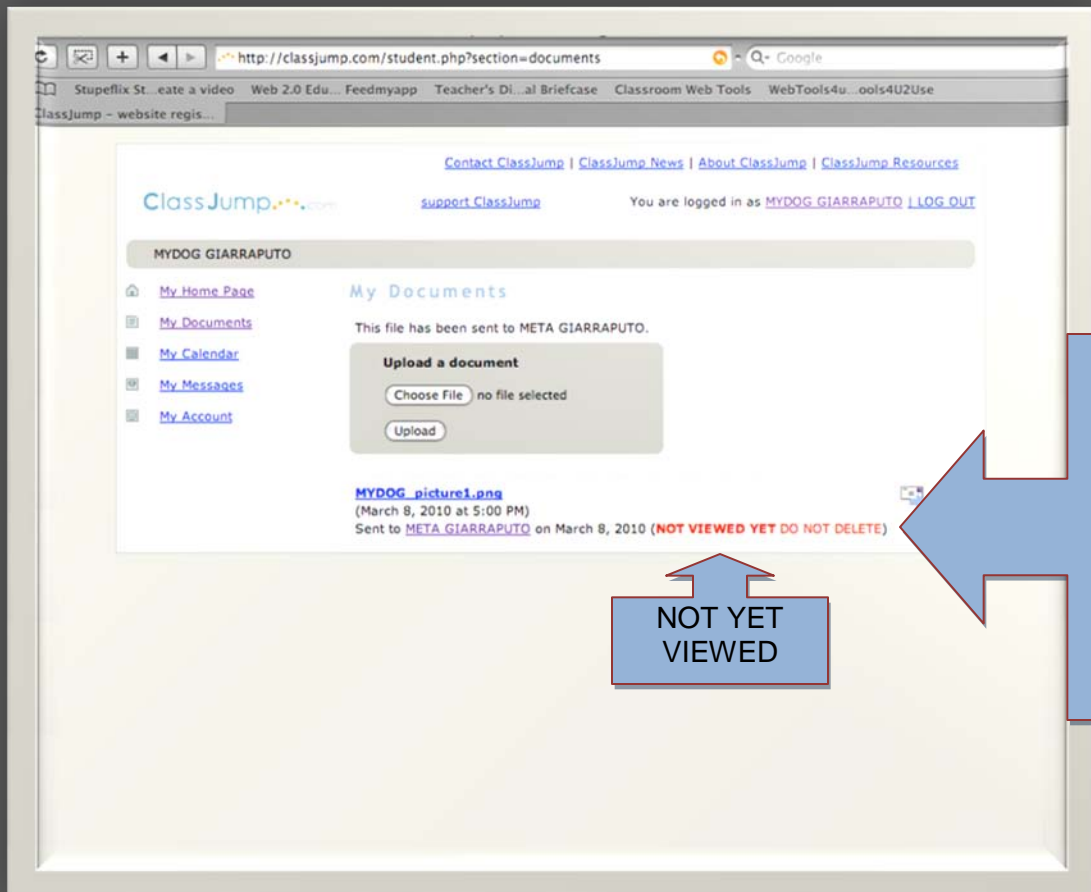 http://classjump.com/student.php?section=documents
Google
Stupeflix St...eate a video Web 2.0 Edu... Feedmyapp Teacher's Di...al Briefcase Classroom Web Tools WebTools4u...ools4U2Use
ClassJump – website regis...
Contact ClassJump | ClassJump News | About ClassJump | ClassJump Resources
ClassJump.com support ClassJump You are logged in as MYDOG GIARRAPUTO | LOG OUT
MYDOG GIARRAPUTO
My Home Page
My Documents
My Calendar
My Messages
My Account
My Documents
This file has been sent to META GIARRAPUTO.
Upload a document
Choose File no file selected
Upload
MYDOG_picture1.png
(March 8, 2010 at 5:00 PM)
Sent to META GIARRAPUTO on March 8, 2010 (NOT VIEWED YET DO NOT DELETE)
NOT YET
VIEWED